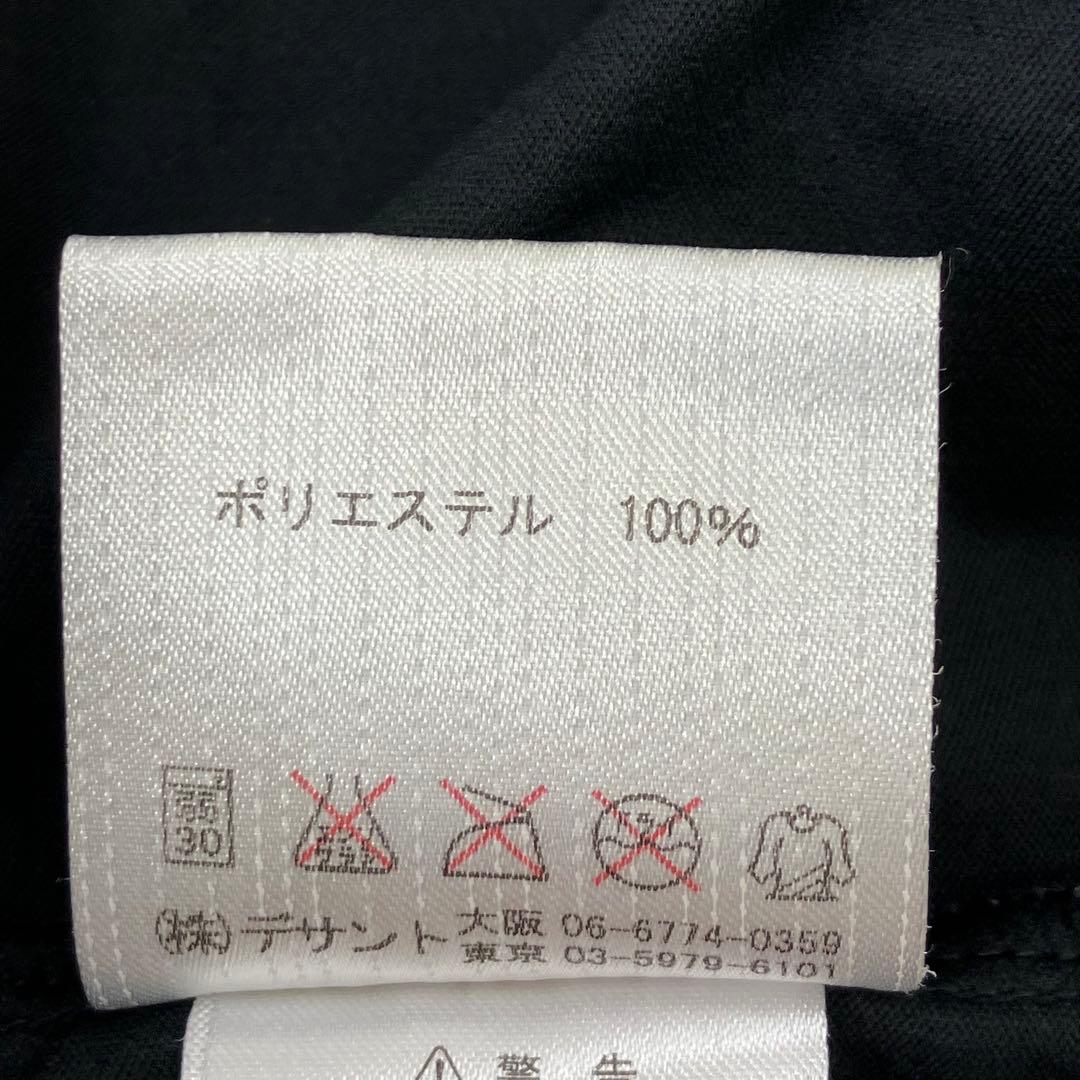 ポリエステル 100%
弱
30
㈱デサント 大阪 06-6774-0359
東京 03-5979-6101
警告